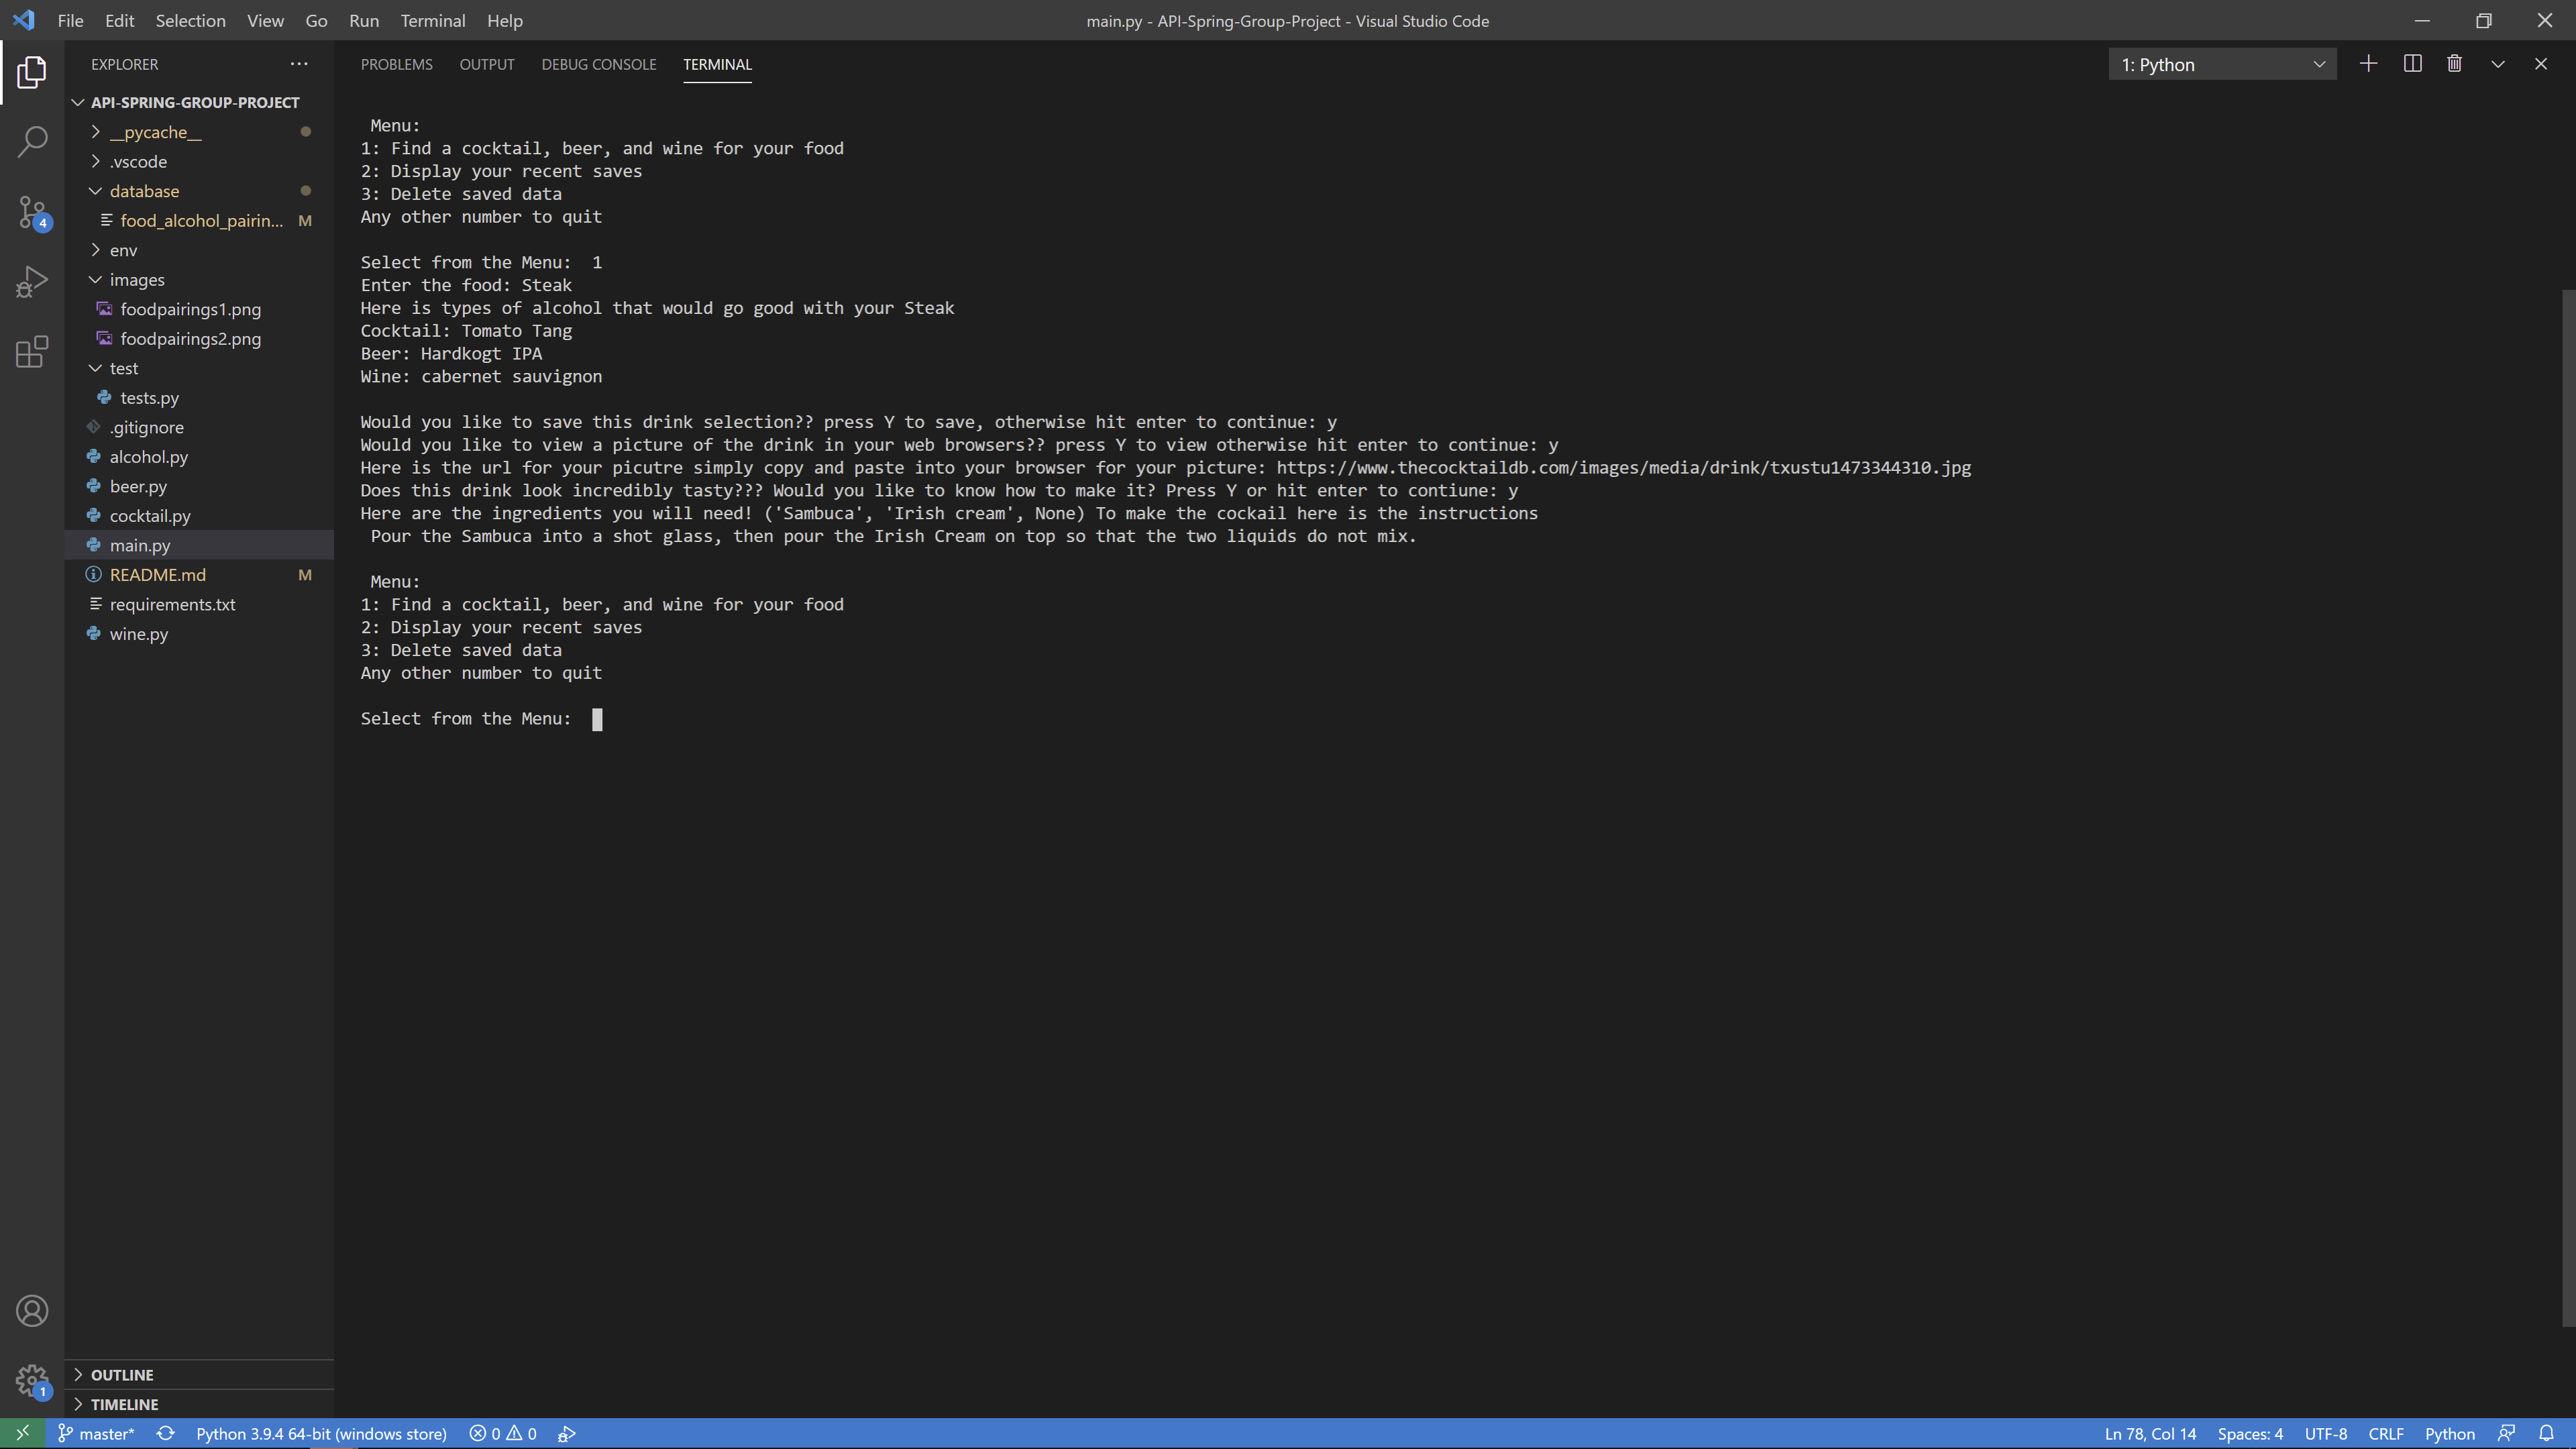 File Edit Selection View Go Run Terminal Help
main.py - API-Spring-Group-Project - Visual Studio Code
EXPLORER
API-SPRING-GROUP-PROJECT
__pycache__
.vscode
database
food_alcohol_pairin... M
env
images
foodpairings1.png
foodpairings2.png
test
tests.py
.gitignore
alcohol.py
beer.py
cocktail.py
main.py
README.md M
requirements.txt
wine.py
OUTLINE
TIMELINE
4
1
PROBLEMS OUTPUT DEBUG CONSOLE TERMINAL
1: Python
Menu:
1: Find a cocktail, beer, and wine for your food
2: Display your recent saves
3: Delete saved data
Any other number to quit
Select from the Menu: 1
Enter the food: Steak
Here is types of alcohol that would go good with your Steak
Cocktail: Tomato Tang
Beer: Hardkogt IPA
Wine: cabernet sauvignon
Would you like to save this drink selection?? press Y to save, otherwise hit enter to continue: y
Would you like to view a picture of the drink in your web browsers?? press Y to view otherwise hit enter to continue: y
Here is the url for your picutre simply copy and paste into your browser for your picture: https://www.thecocktaildb.com/images/media/drink/txustu1473344310.jpg
Does this drink look incredibly tasty??? Would you like to know how to make it? Press Y or hit enter to contiune: y
Here are the ingredients you will need! ('Sambuca', 'Irish cream', None) To make the cockail here is the instructions
Pour the Sambuca into a shot glass, then pour the Irish Cream on top so that the two liquids do not mix.
Menu:
1: Find a cocktail, beer, and wine for your food
2: Display your recent saves
3: Delete saved data
Any other number to quit
Select from the Menu:
master* Python 3.9.4 64-bit (windows store) 0 0
Ln 78, Col 14 Spaces: 4 UTF-8 CRLF Python